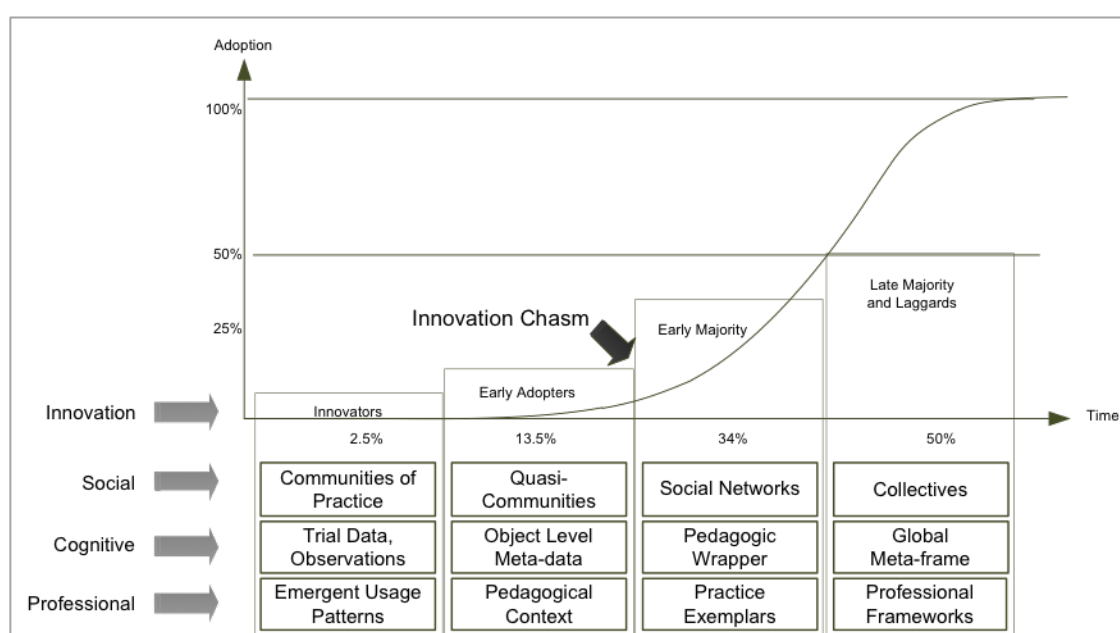 Adoption
100%
50%
25%
Innovation Chasm
Late Majority
and Laggards
Early Majority
Early Adopters
Innovators
Innovation
Time
2.5%
13.5%
34%
50%
Social
Communities of
Practice
Quasi-
Communities
Social Networks
Collectives
Cognitive
Trial Data,
Observations
Object Level
Meta-data
Pedagogic
Wrapper
Global
Meta-frame
Professional
Emergent Usage
Patterns
Pedagogical
Context
Practice
Exemplars
Professional
Frameworks